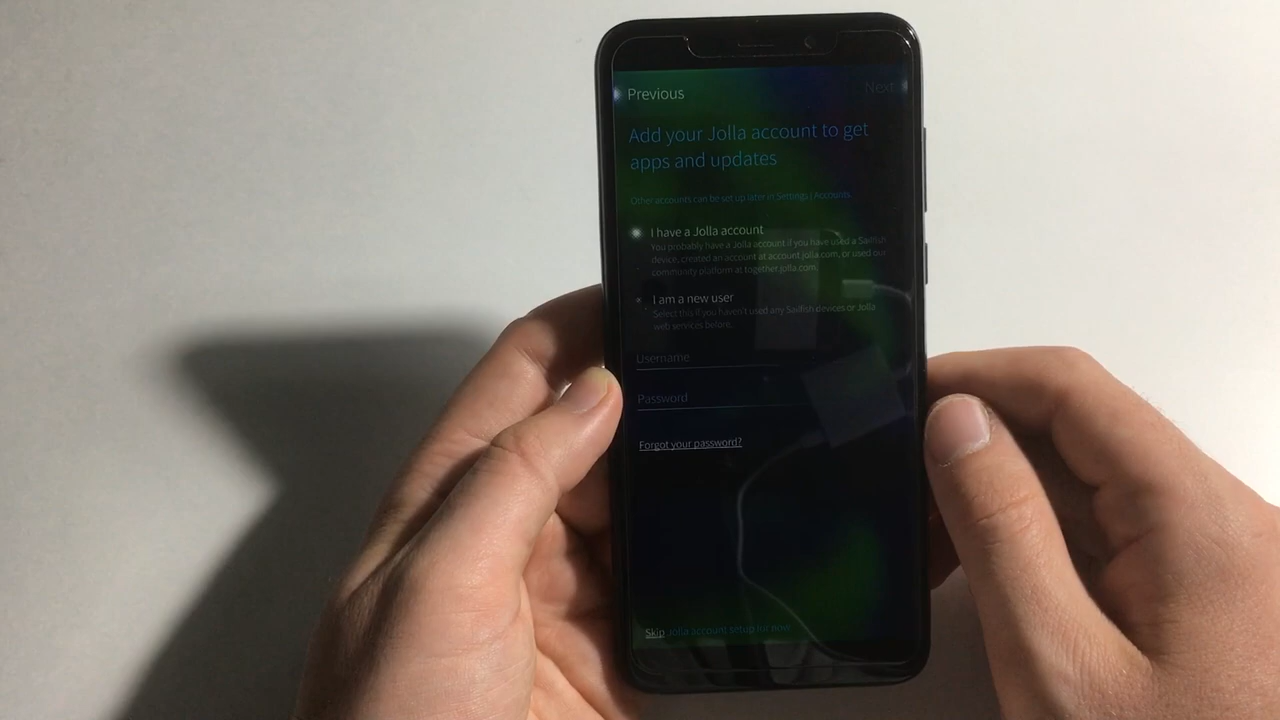 Previous
Next
Add your Jolla account to get
apps and updates
Other accounts can be set up later in Settings | Accounts
I have a Jolla account
You probably have a Jolla account if you have used a Sailfish
device, created an account at account.jolla.com, or used our
community platform at together.jolla.com.
I am a new user
Select this if you haven't used any Sailfish devices or Jolla
web services before.
Username
Password
Forgot your password?
Skip Jolla account setup for now